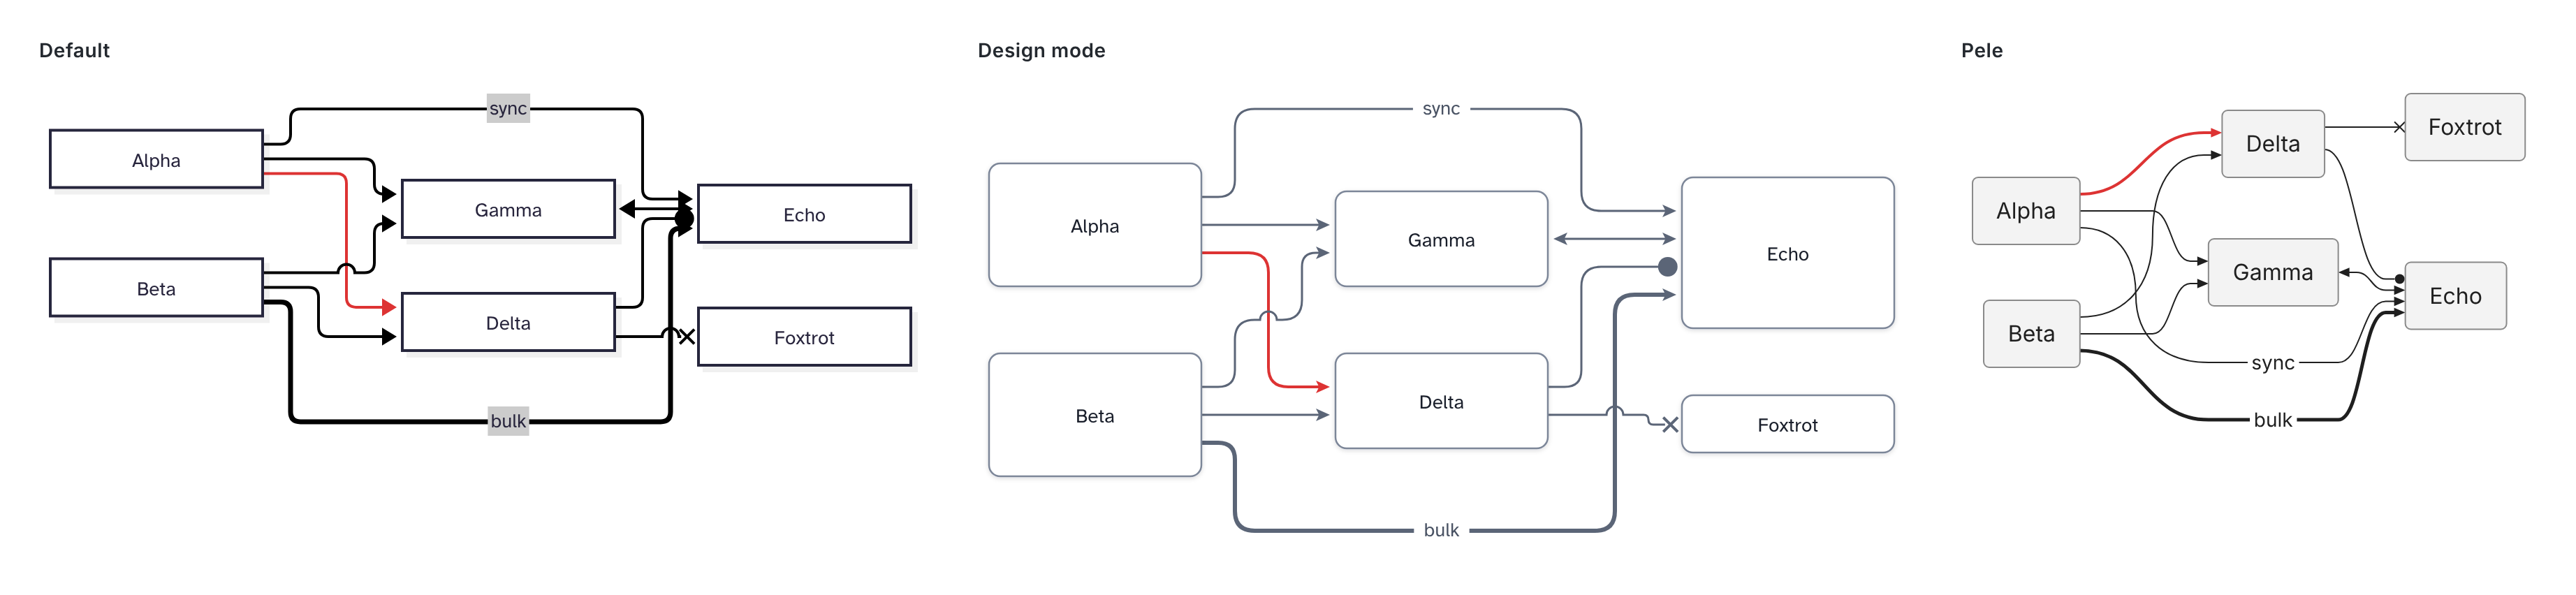 Default
sync
Alpha
Gamma
Echo
Beta
Delta
Foxtrot
bulk
Design mode
sync
Alpha
Gamma
Echo
Beta
Delta
Foxtrot
bulk
Pele
Foxtrot
Delta
Alpha
Gamma
Echo
Beta
sync
bulk